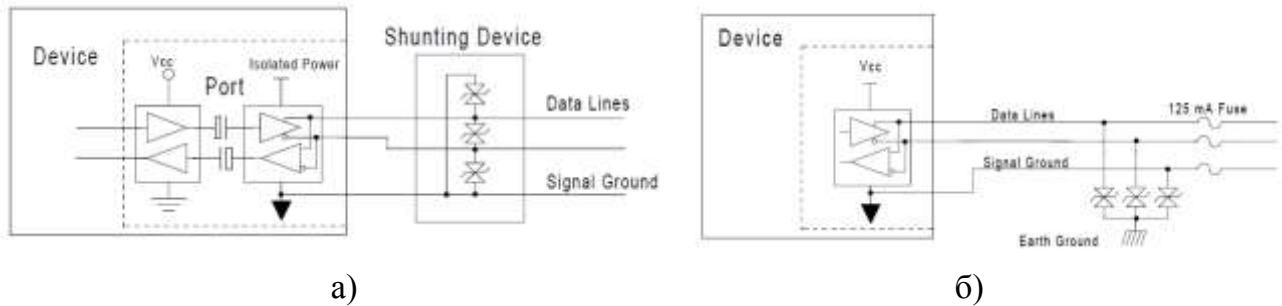 Device
Vcc
Port
Isolated Power
Shunting Device
Data Lines
Signal Ground
а)
Device
Vcc
Data Lines
125 mA Fuse
Signal Ground
Earth Ground
б)